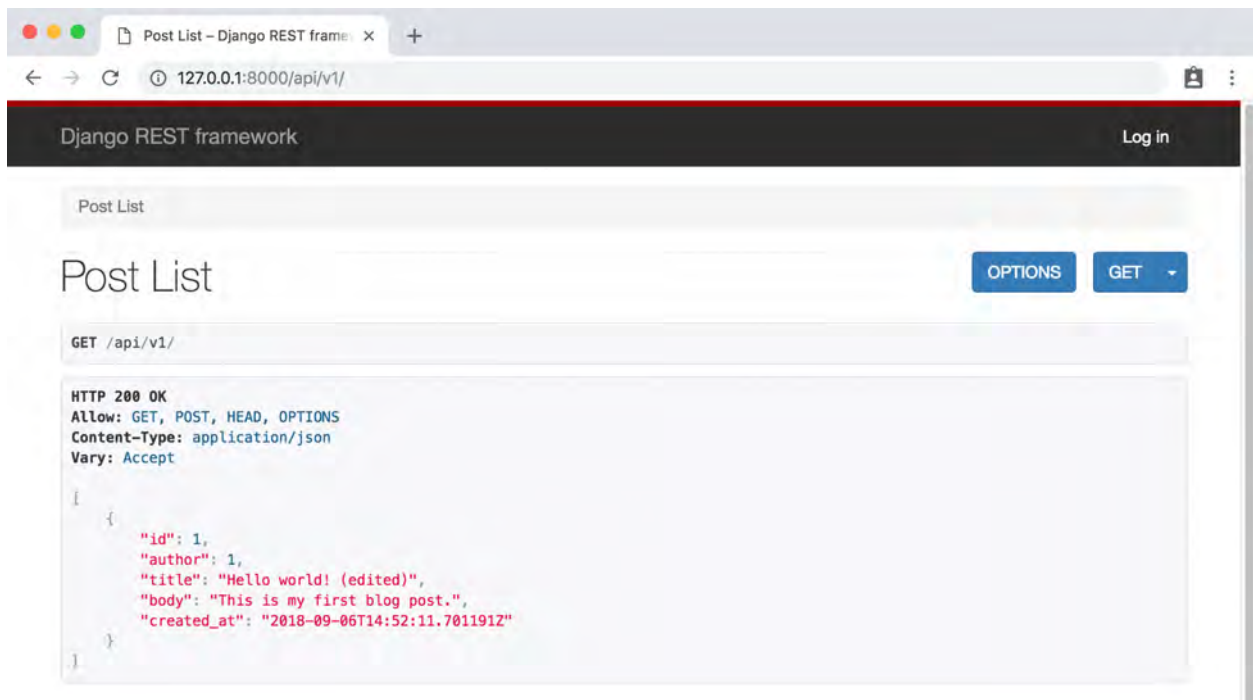 Post List – Django REST frame
127.0.0.1:8000/api/v1/
Django REST framework
Log in
Post List
Post List
OPTIONS
GET
GET /api/v1/
HTTP 200 OK
Allow: GET, POST, HEAD, OPTIONS
Content-Type: application/json
Vary: Accept
[
{
"id": 1,
"author": 1,
"title": "Hello world! (edited)",
"body": "This is my first blog post.",
"created_at": "2018-09-06T14:52:11.701191Z"
}
]